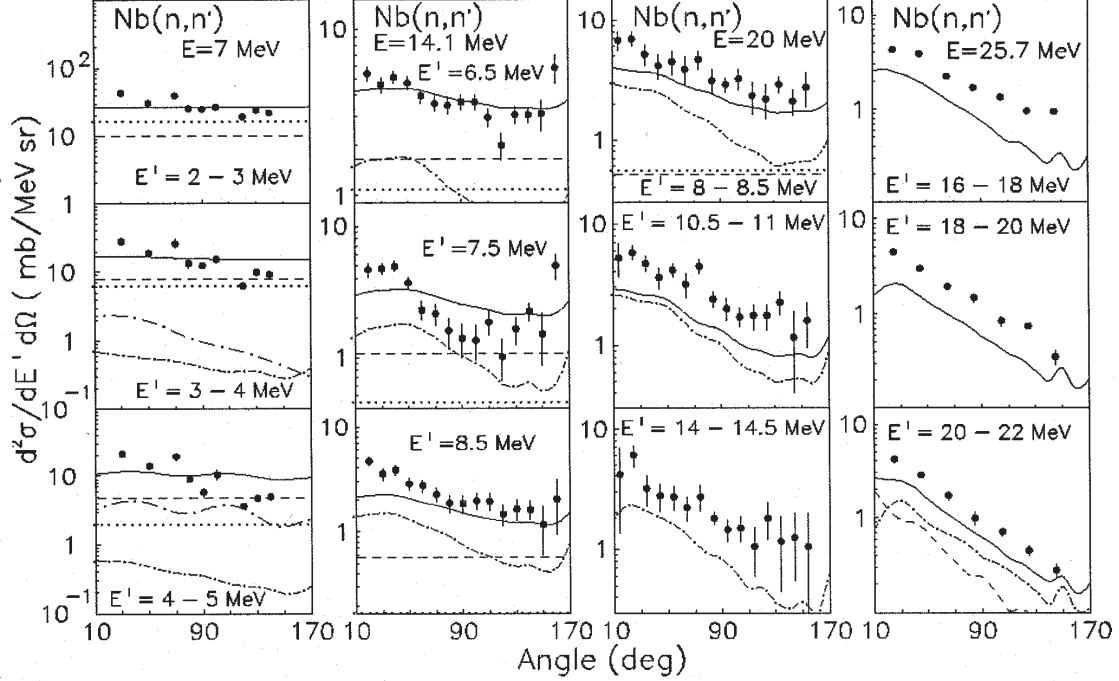 Nb(n,n')
E=7 MeV
10²
10
E' = 2 – 3 MeV
1
10
E' = 3 – 4 MeV
1
10⁻¹
10
1
E' = 4 – 5 MeV
10⁻¹
10 90 170
Nb(n,n')
10
E=14.1 MeV
E' =6.5 MeV
1
10
E' =7.5 MeV
1
10
E' =8.5 MeV
1
90 170
Nb(n,n')
10
E=20 MeV
1
E' =8 – 8.5 MeV
10
E' = 10.5 – 11 MeV
1
10
E' = 14 – 14.5 MeV
1
10 90 170
Nb(n,n')
10
E=25.7 MeV
1
E' = 16 – 18 MeV
10
E' = 18 – 20 MeV
1
10
E' = 20 – 22 MeV
1
10 90 170
d²σ/dE' dΩ ( mb/MeV sr)
Angle (deg)